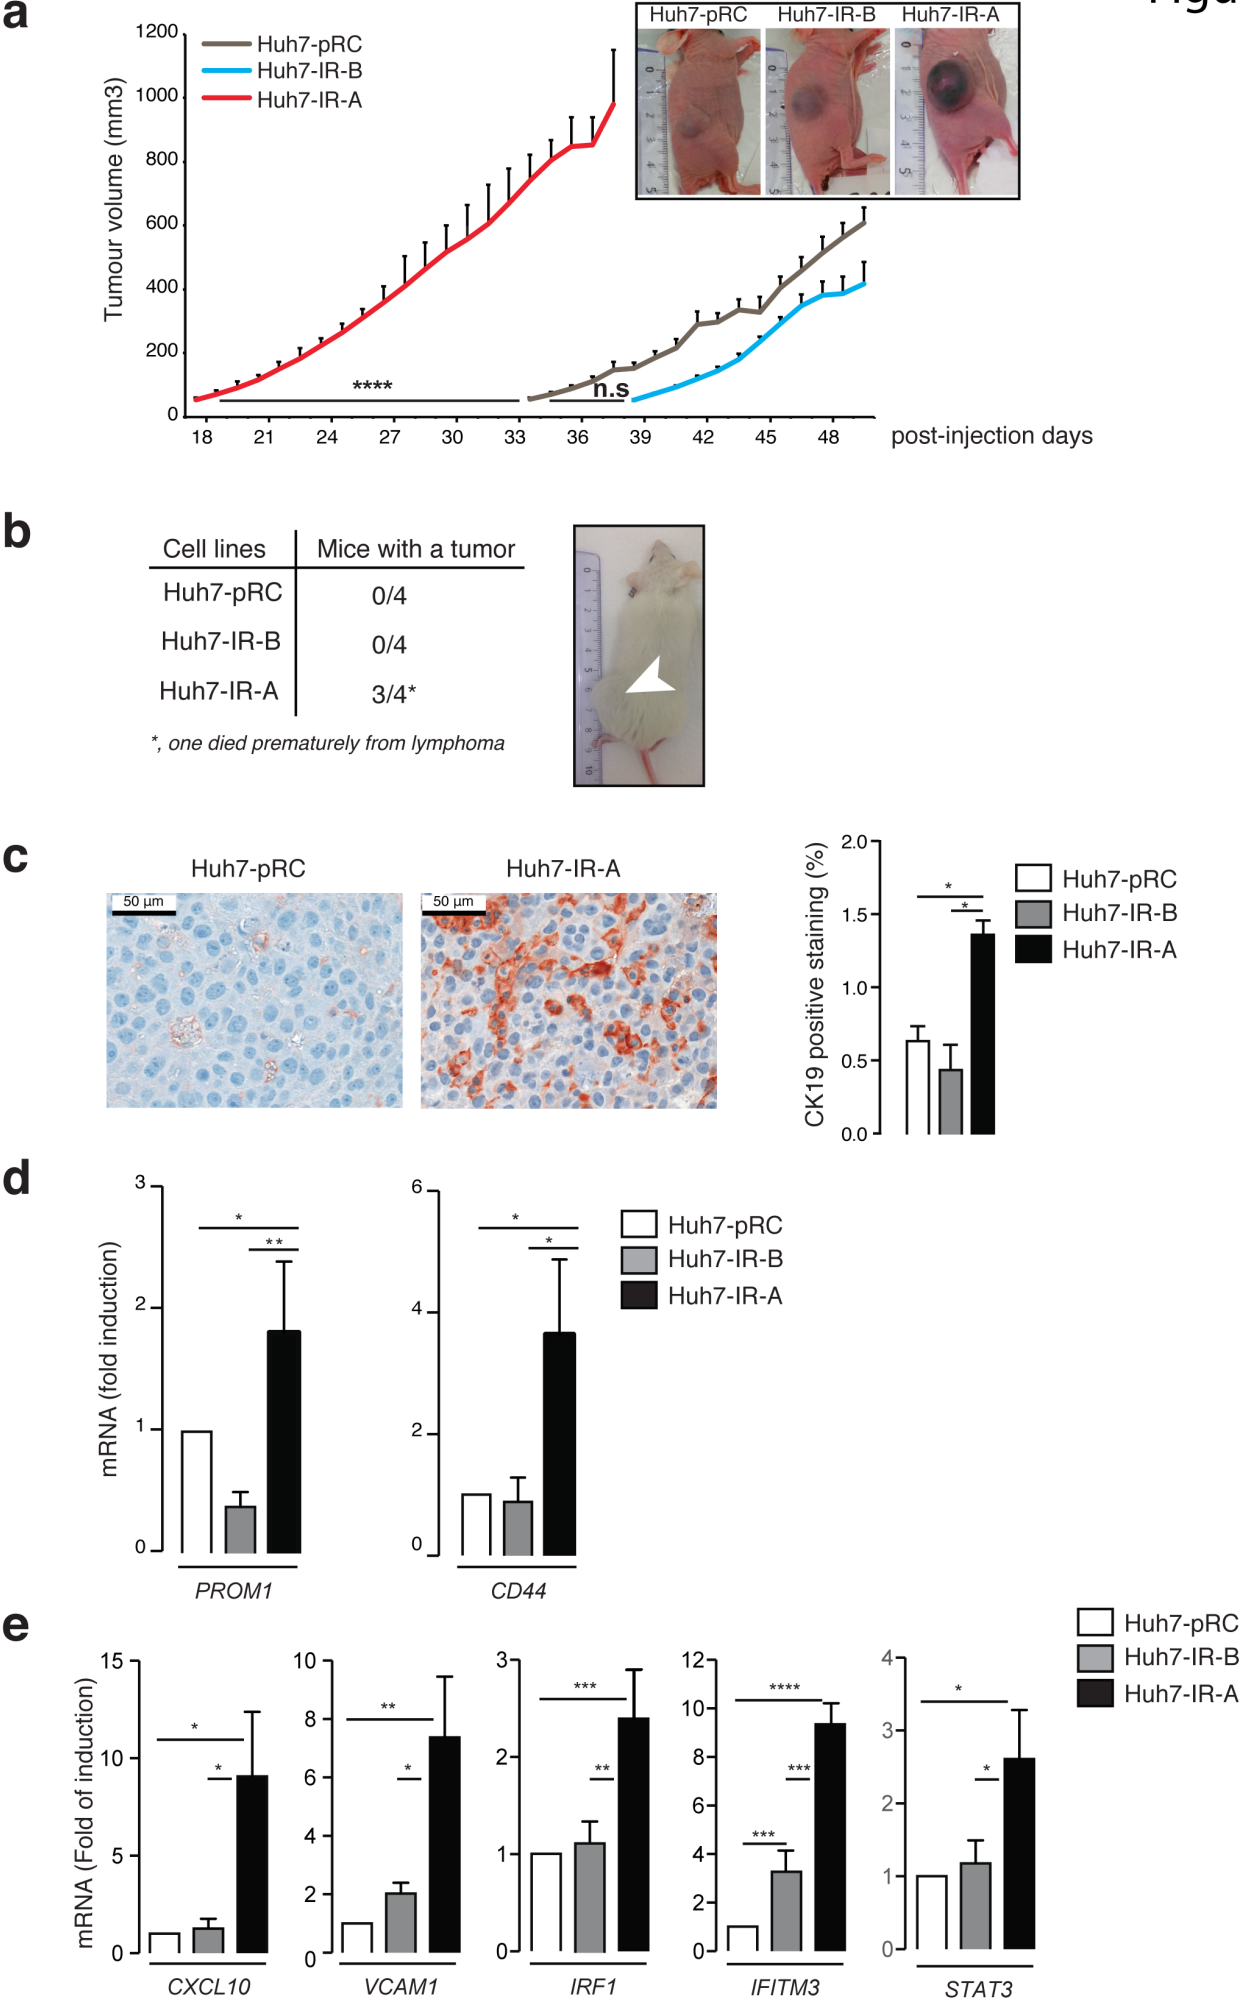 a
Huh7-pRC
Huh7-IR-B
Huh7-IR-A
Tumour volume (mm3)
1200
1000
800
600
400
200
0
18 21 24 27 30 33 36 39 42 45 48
post-injection days
****
n.s
Huh7-pRC Huh7-IR-B Huh7-IR-A
b
Cell lines Mice with a tumor
Huh7-pRC 0/4
Huh7-IR-B 0/4
Huh7-IR-A 3/4*
*, one died prematurely from lymphoma
c
Huh7-pRC Huh7-IR-A
50 µm 50 µm
CK19 positive staining (%)
2.0
1.5
1.0
0.5
0.0
* *
Huh7-pRC
Huh7-IR-B
Huh7-IR-A
d
mRNA (fold induction)
3
2
1
0
*
**
PROM1
6
4
2
0
*
*
CD44
Huh7-pRC
Huh7-IR-B
Huh7-IR-A
e
Huh7-pRC
Huh7-IR-B
Huh7-IR-A
mRNA (Fold of induction)
15
10
5
0
*
*
CXCL10
10
8
6
4
2
0
**
*
VCAM1
3
2
1
0
***
**
IRF1
12
10
8
6
4
2
0
****
***
***
IFITM3
4
3
2
1
0
*
*
STAT3